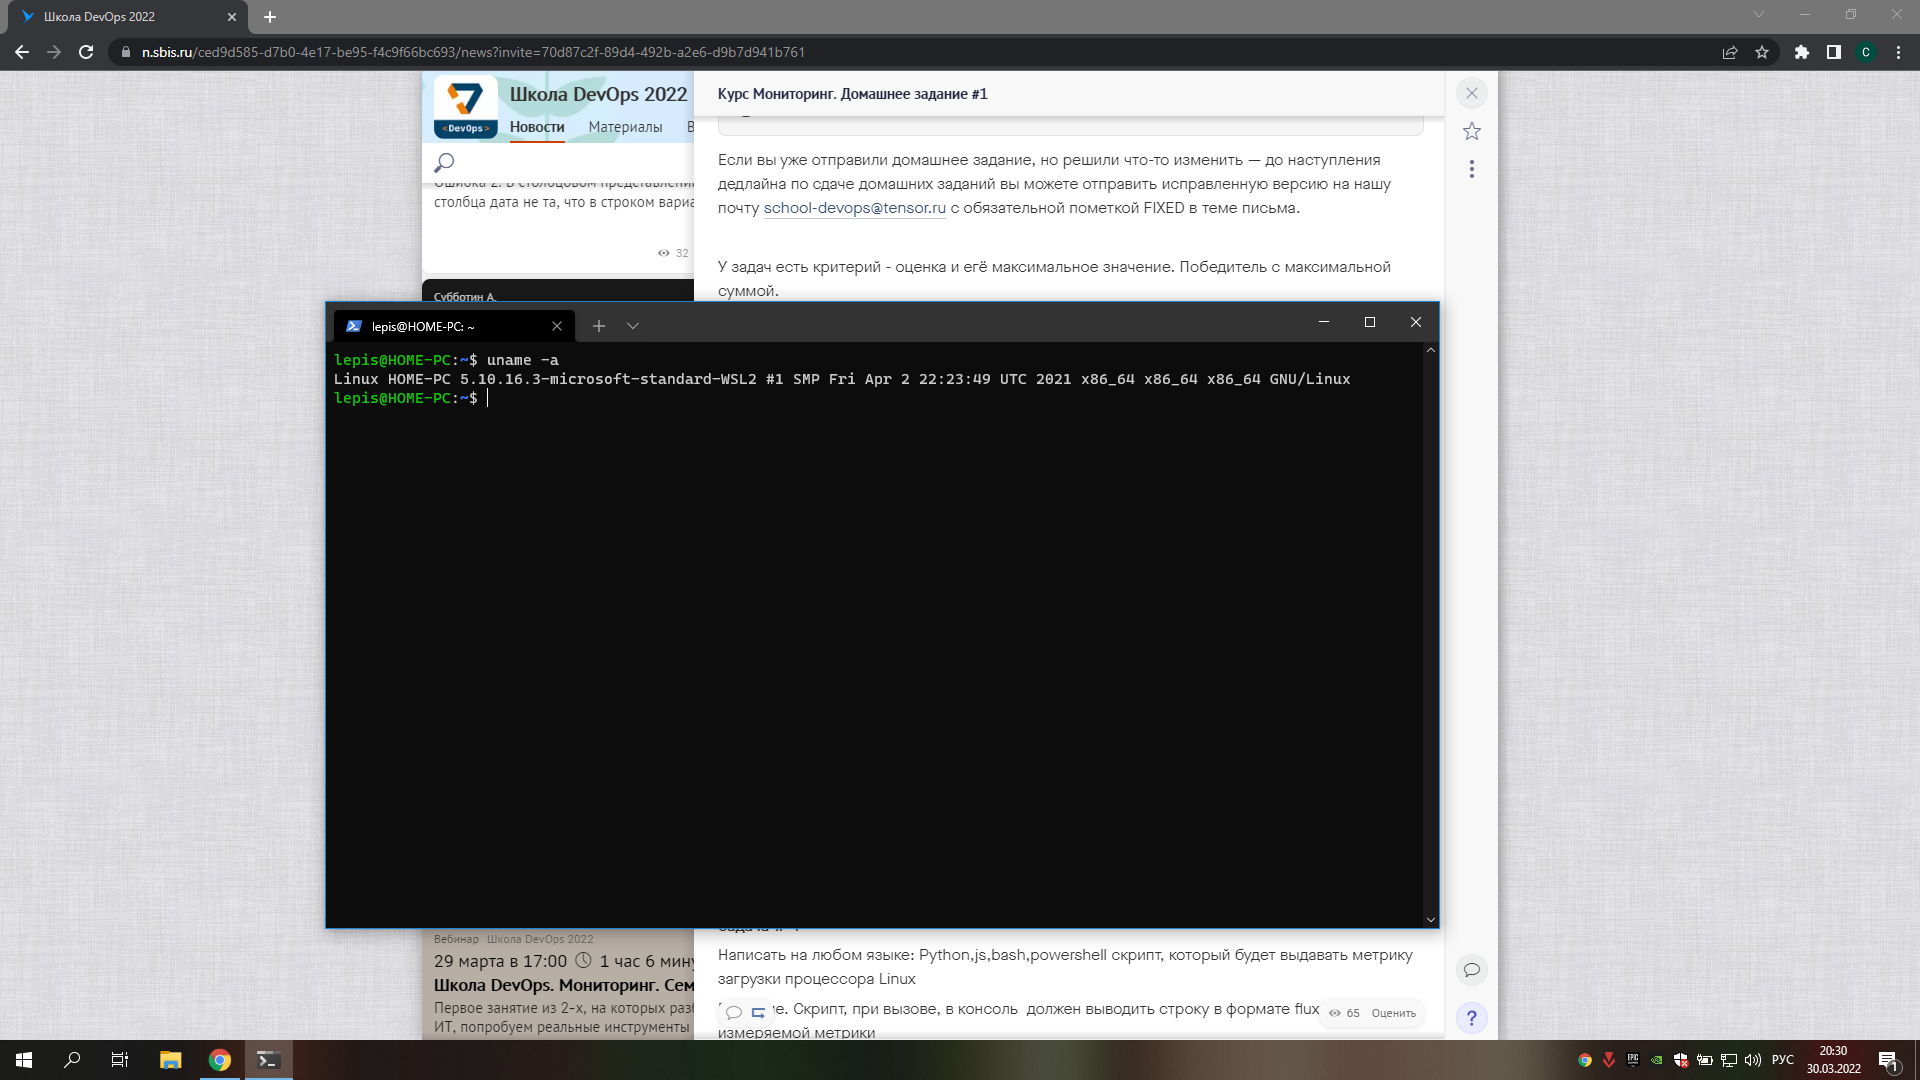 Школа DevOps 2022
n.sbis.ru/ced9d585-d7b0-4e17-be95-f4c9f66bc693/news?invite=70d87c2f-89d4-492b-a2e6-d9b7d941b761
C
<DevOps>
Школа DevOps 2022
Новости Материалы В
Ошибка 2. В столбцовом представлени
столбца дата не та, что в строком вариа
32
Субботин А.
Курс Мониторинг. Домашнее задание #1
Если вы уже отправили домашнее задание, но решили что-то изменить — до наступления
дедлайна по сдаче домашних заданий вы можете отправить исправленную версию на нашу
почту school-devops@tensor.ru с обязательной пометкой FIXED в теме письма.
У задач есть критерий - оценка и её максимальное значение. Победитель с максимальной
суммой.
lepis@HOME-PC: ~
lepis@HOME-PC:~$ uname -a
Linux HOME-PC 5.10.16.3-microsoft-standard-WSL2 #1 SMP Fri Apr 2 22:23:49 UTC 2021 x86_64 x86_64 x86_64 GNU/Linux
lepis@HOME-PC:~$
Вебинар Школа DevOps 2022
29 марта в 17:00 1 час 6 мину
Школа DevOps. Мониторинг. Сем
Первое занятие из 2-х, на которых разб
ИТ, попробуем реальные инструменты
Написать на любом языке: Python,js,bash,powershell скрипт, который будет выдавать метрику
загрузки процессора Linux
е. Скрипт, при вызове, в консоль должен выводить строку в формате flux
измеряемой метрики
65 Оценить
?
EPIC
РУС
20:30
30.03.2022
1